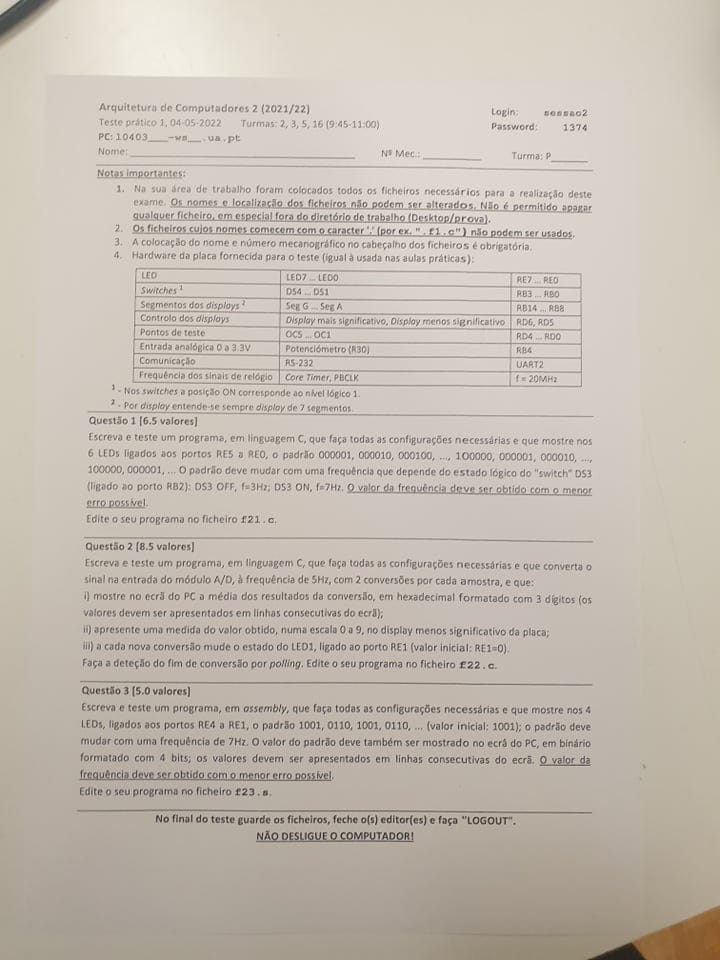 Arquitetura de Computadores 2 (2021/22)
Login: sessao2
Teste prático 1, 04-05-2022 Turmas: 2, 3, 5, 16 (9:45-11:00)
Password: 1374
PC: 10403____-ws___.ua.pt
Nome: ______________ Nº Mec.: __________ Turma: P______
Notas importantes:
1. Na sua área de trabalho foram colocados todos os ficheiros necessários para a realização deste
exame. Os nomes e localização dos ficheiros não podem ser alterados. Não é permitido apagar
qualquer ficheiro, em especial fora do diretório de trabalho (Desktop/prova).
2. Os ficheiros cujos nomes comecem com o caracter '.' (por ex. ".f1.c") não podem ser usados.
3. A colocação do nome e número mecanográfico no cabeçalho dos ficheiros é obrigatória.
4. Hardware da placa fornecida para o teste (igual à usada nas aulas práticas):
LED LED7 ... LED0 RE7 ... RE0
Switches 1 DS4 ... DS1 RB3 ... RB0
Segmentos dos displays 2 Seg G ... Seg A RB14 ... RB8
Controlo dos displays Display mais significativo, Display menos significativo RD6, RD5
Pontos de teste OC5 ... OC1 RD4 ... RD0
Entrada analógica 0 a 3.3V Potenciómetro (R30) RB4
Comunicação RS-232 UART2
Frequência dos sinais de relógio Core Timer, PBCLK f = 20MHz
1 - Nos switches a posição ON corresponde ao nível lógico 1.
2 - Por display entende-se sempre display de 7 segmentos.
Questão 1 [6.5 valores]
Escreva e teste um programa, em linguagem C, que faça todas as configurações necessárias e que mostre nos
6 LEDs ligados aos portos RE5 a RE0, o padrão 000001, 000010, 000100, ..., 100000, 000001, 000010, ...,
100000, 000001, ... O padrão deve mudar com uma frequência que depende do estado lógico do "switch" DS3
(ligado ao porto RB2): DS3 OFF, f=3Hz; DS3 ON, f=7Hz. O valor da frequência deve ser obtido com o menor
erro possível.
Edite o seu programa no ficheiro f21.c.
Questão 2 [8.5 valores]
Escreva e teste um programa, em linguagem C, que faça todas as configurações necessárias e que converta o
sinal na entrada do módulo A/D, à frequência de 5Hz, com 2 conversões por cada amostra, e que:
i) mostre no ecrã do PC a média dos resultados da conversão, em hexadecimal formatado com 3 dígitos (os
valores devem ser apresentados em linhas consecutivas do ecrã);
ii) apresente uma medida do valor obtido, numa escala 0 a 9, no display menos significativo da placa;
iii) a cada nova conversão mude o estado do LED1, ligado ao porto RE1 (valor inicial: RE1=0).
Faça a deteção do fim de conversão por polling. Edite o seu programa no ficheiro f22.c.
Questão 3 [5.0 valores]
Escreva e teste um programa, em assembly, que faça todas as configurações necessárias e que mostre nos 4
LEDs, ligados aos portos RE4 a RE1, o padrão 1001, 0110, 1001, 0110, ... (valor inicial: 1001); o padrão deve
mudar com uma frequência de 7Hz. O valor do padrão deve também ser mostrado no ecrã do PC, em binário
formatado com 4 bits; os valores devem ser apresentados em linhas consecutivas do ecrã. O valor da
frequência deve ser obtido com o menor erro possível.
Edite o seu programa no ficheiro f23.s.
No final do teste guarde os ficheiros, feche o(s) editor(es) e faça "LOGOUT".
NÃO DESLIGUE O COMPUTADOR!